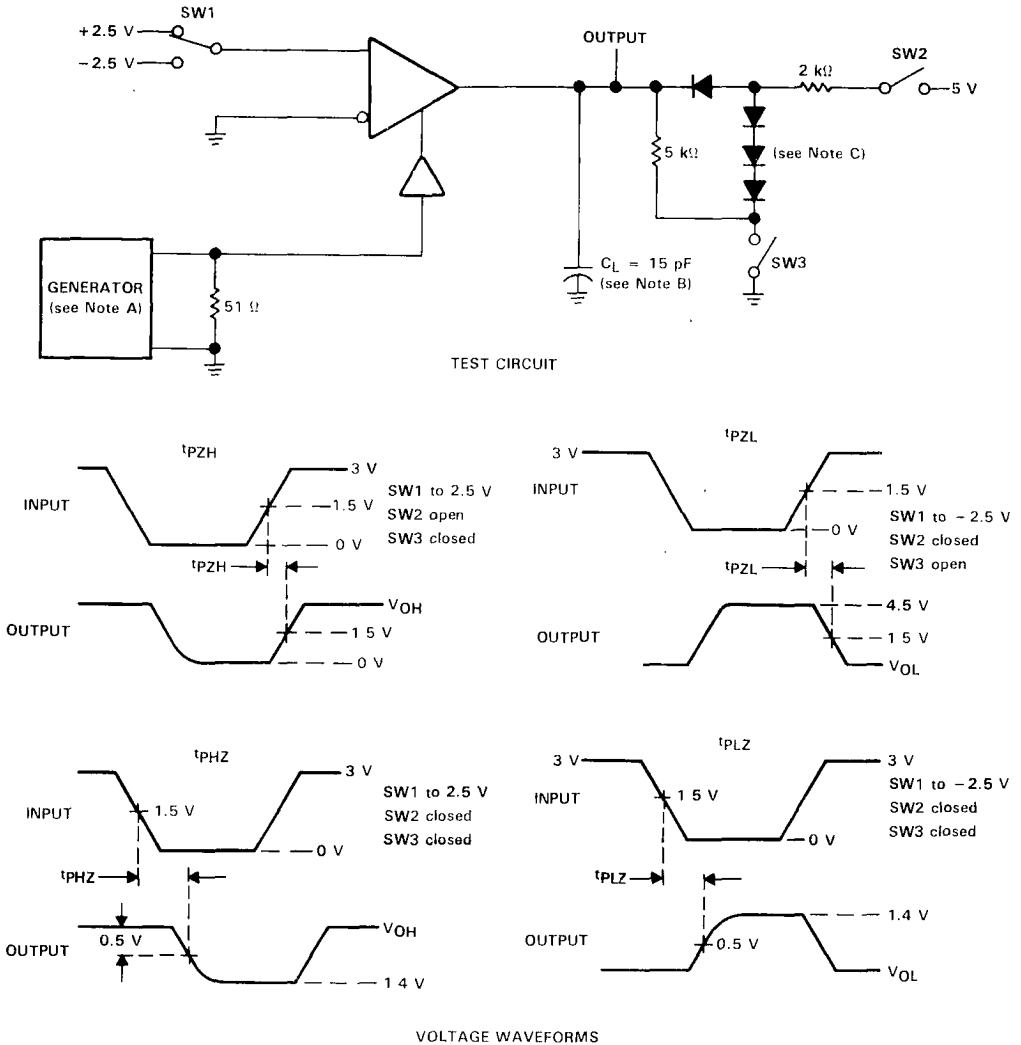 SW1
+2.5 V
−2.5 V
OUTPUT
SW2
2 kΩ
5 V
5 kΩ
(see Note C)
SW3
CL = 15 pF
(see Note B)
GENERATOR
(see Note A)
51 Ω
TEST CIRCUIT
tPZH
INPUT
3 V
1.5 V
0 V
SW1 to 2.5 V
SW2 open
SW3 closed
tPZH
OUTPUT
VOH
1 5 V
0 V
tPZL
3 V
INPUT
1.5 V
0 V
SW1 to − 2.5 V
SW2 closed
SW3 open
tPZL
OUTPUT
4.5 V
1 5 V
VOL
tPHZ
INPUT
3 V
1.5 V
0 V
SW1 to 2.5 V
SW2 closed
SW3 closed
tPHZ
OUTPUT
0.5 V
VOH
1 4 V
tPLZ
3 V
INPUT
1 5 V
3 V
0 V
SW1 to −2.5 V
SW2 closed
SW3 closed
tPLZ
OUTPUT
0.5 V
1.4 V
VOL
VOLTAGE WAVEFORMS